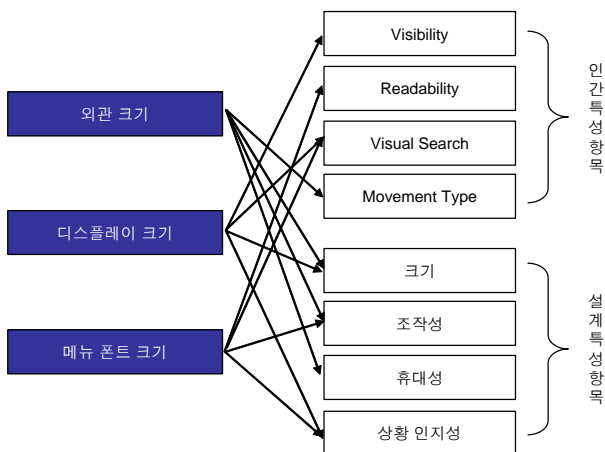 외관 크기
디스플레이 크기
메뉴 폰트 크기
Visibility
Readability
Visual Search
Movement Type
크기
조작성
휴대성
상황 인지성
인간특성항목
설계특성항목